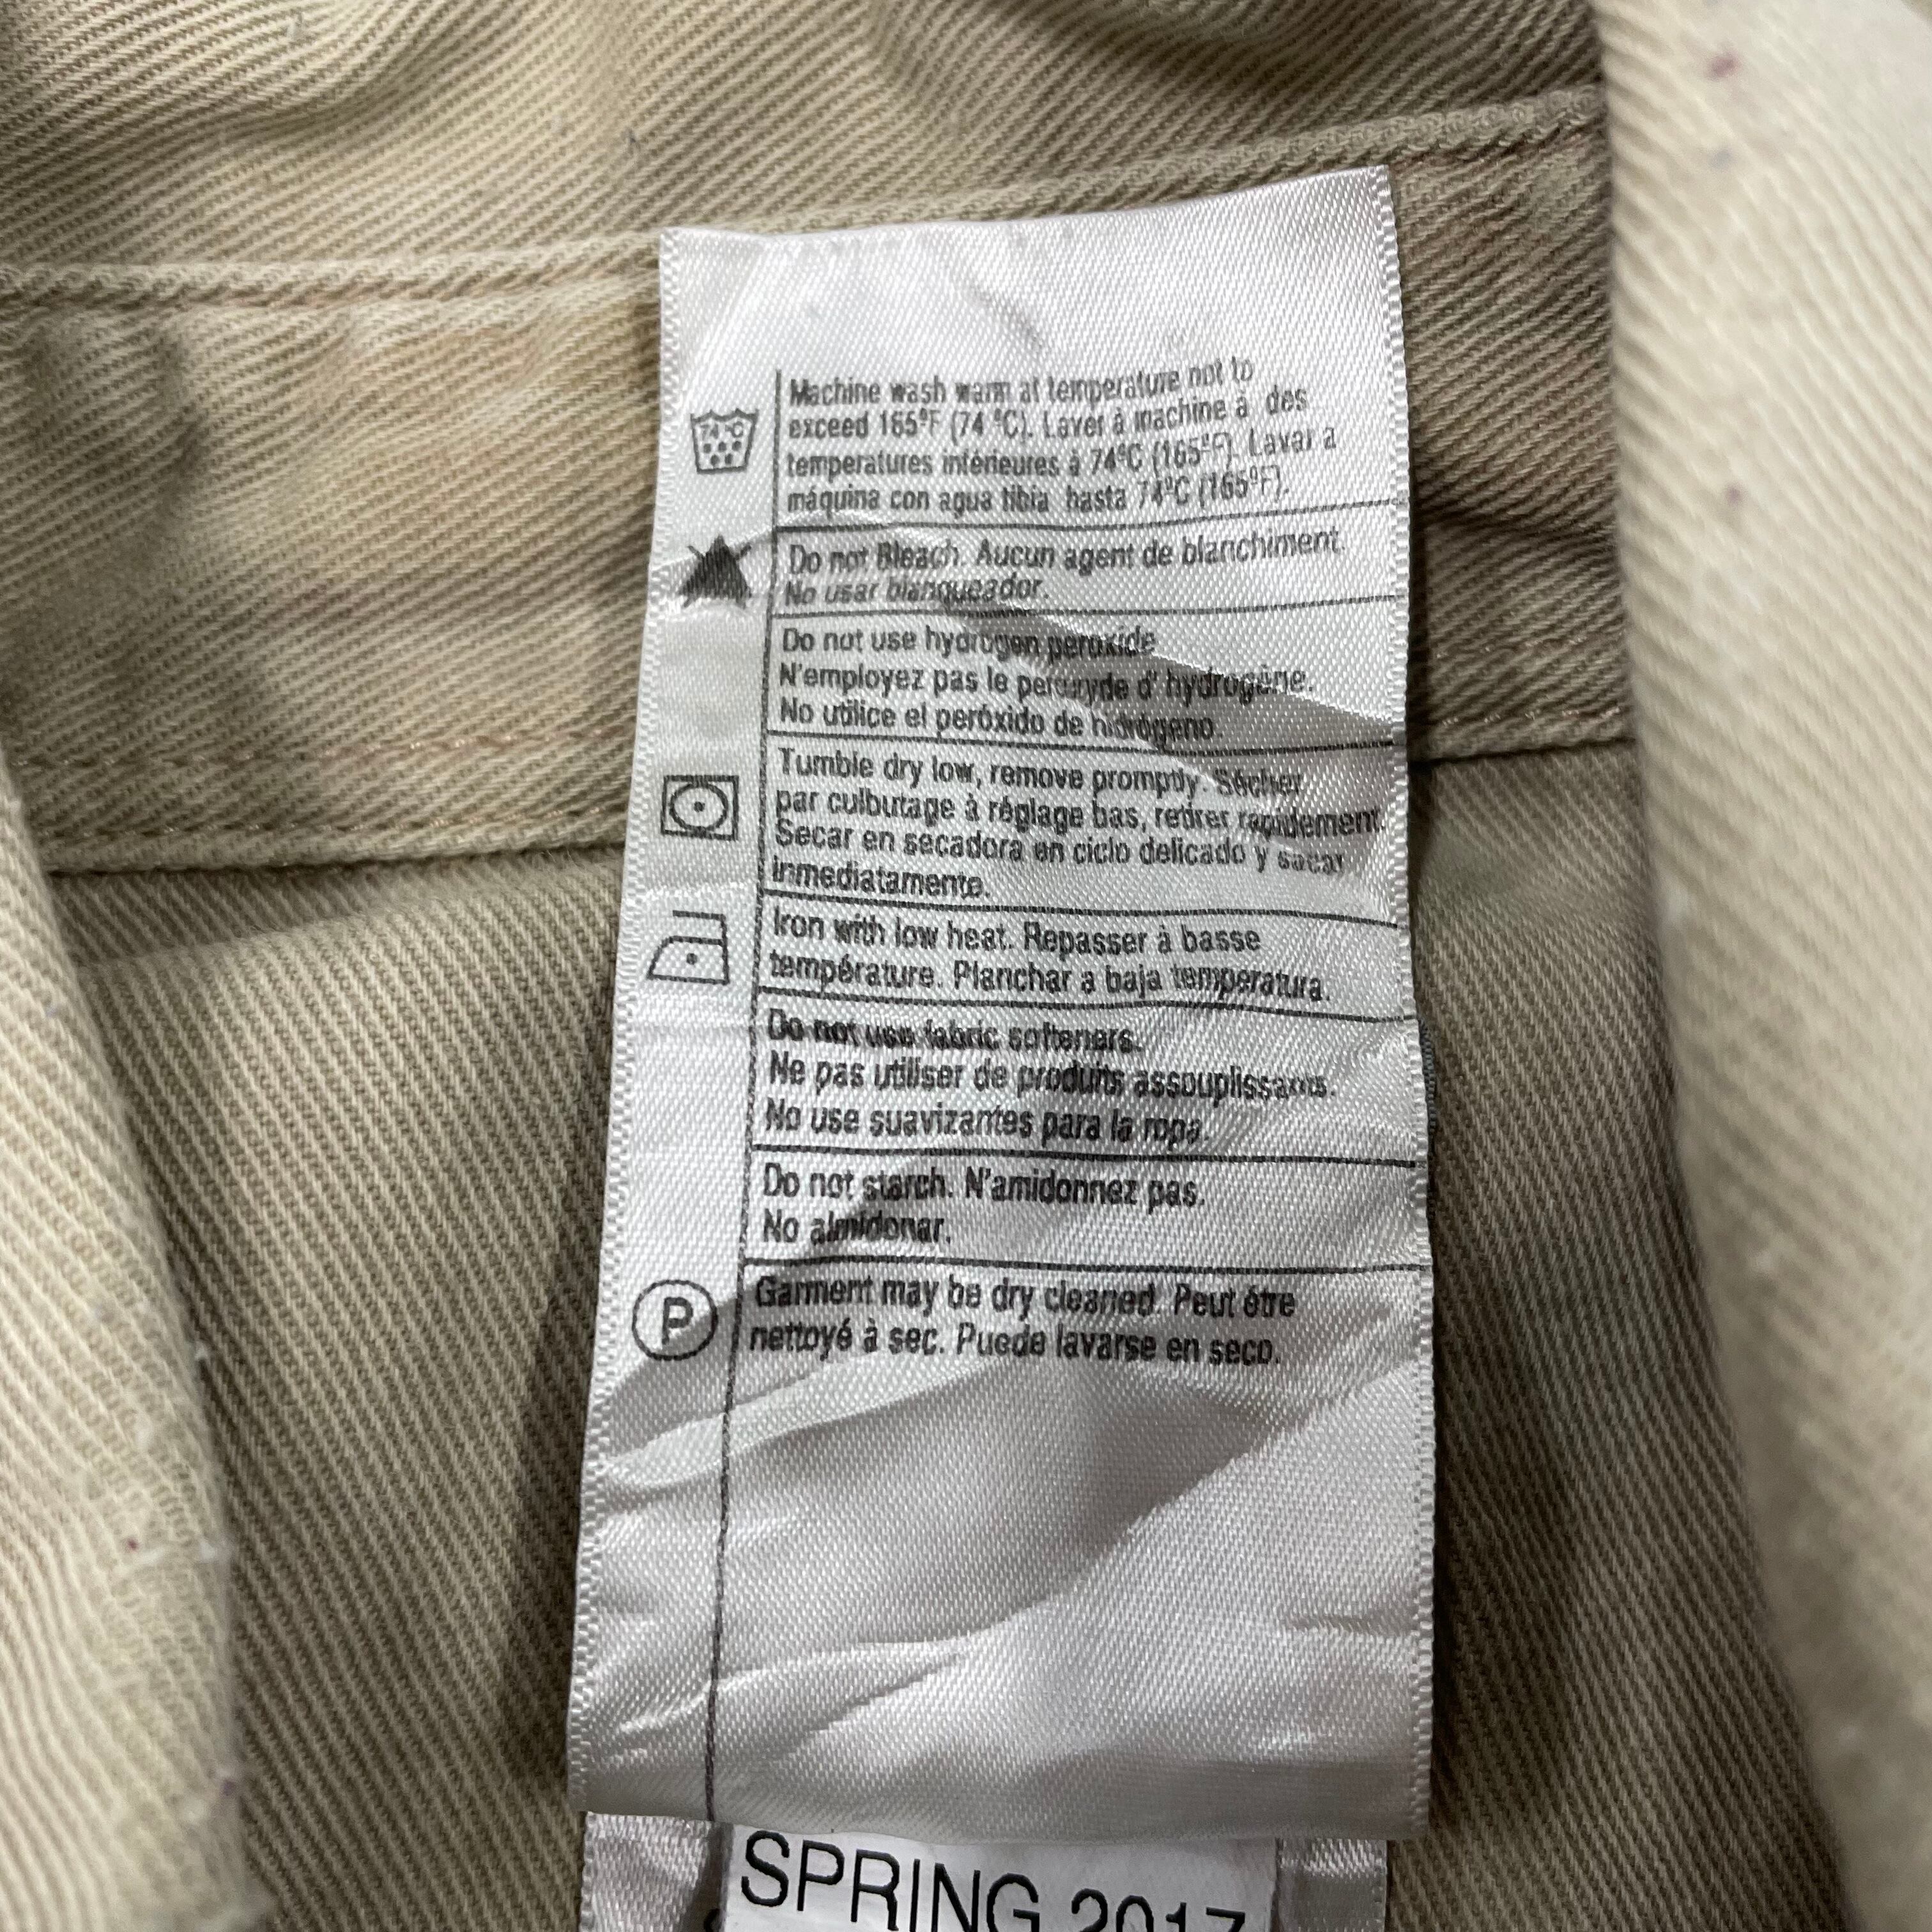 Machine wash warm at temperature not to
exceed 165°F (74 °C). Laver à machine à des
74°C
temperatures intérieures à 74°C (165°F). Lavar a
máquina con agua tibia hasta 74°C (165°F).
Do not Bleach. Aucun agent de blanchiment.
No usar blanqueador.
Do not use hydrogen peroxide
N'employez pas le peroxyde d' hydrogène.
No utilice el peróxido de hidrógeno.
Tumble dry low, remove promptly. Sécher
par culbutage à réglage bas, retirer rapidement.
Secar en secadora en ciclo delicado y sacar
inmediatamente.
Iron with low heat. Repasser à basse
température. Planchar a baja temperatura.
Do not use fabric softeners.
Ne pas utiliser de produits assouplissants.
No use suavizantes para la ropa.
Do not starch. N'amidonnez pas.
No almidonar.
P
Garment may be dry cleaned. Peut être
nettoyé à sec. Puede lavarse en seco.
SPRING 2017